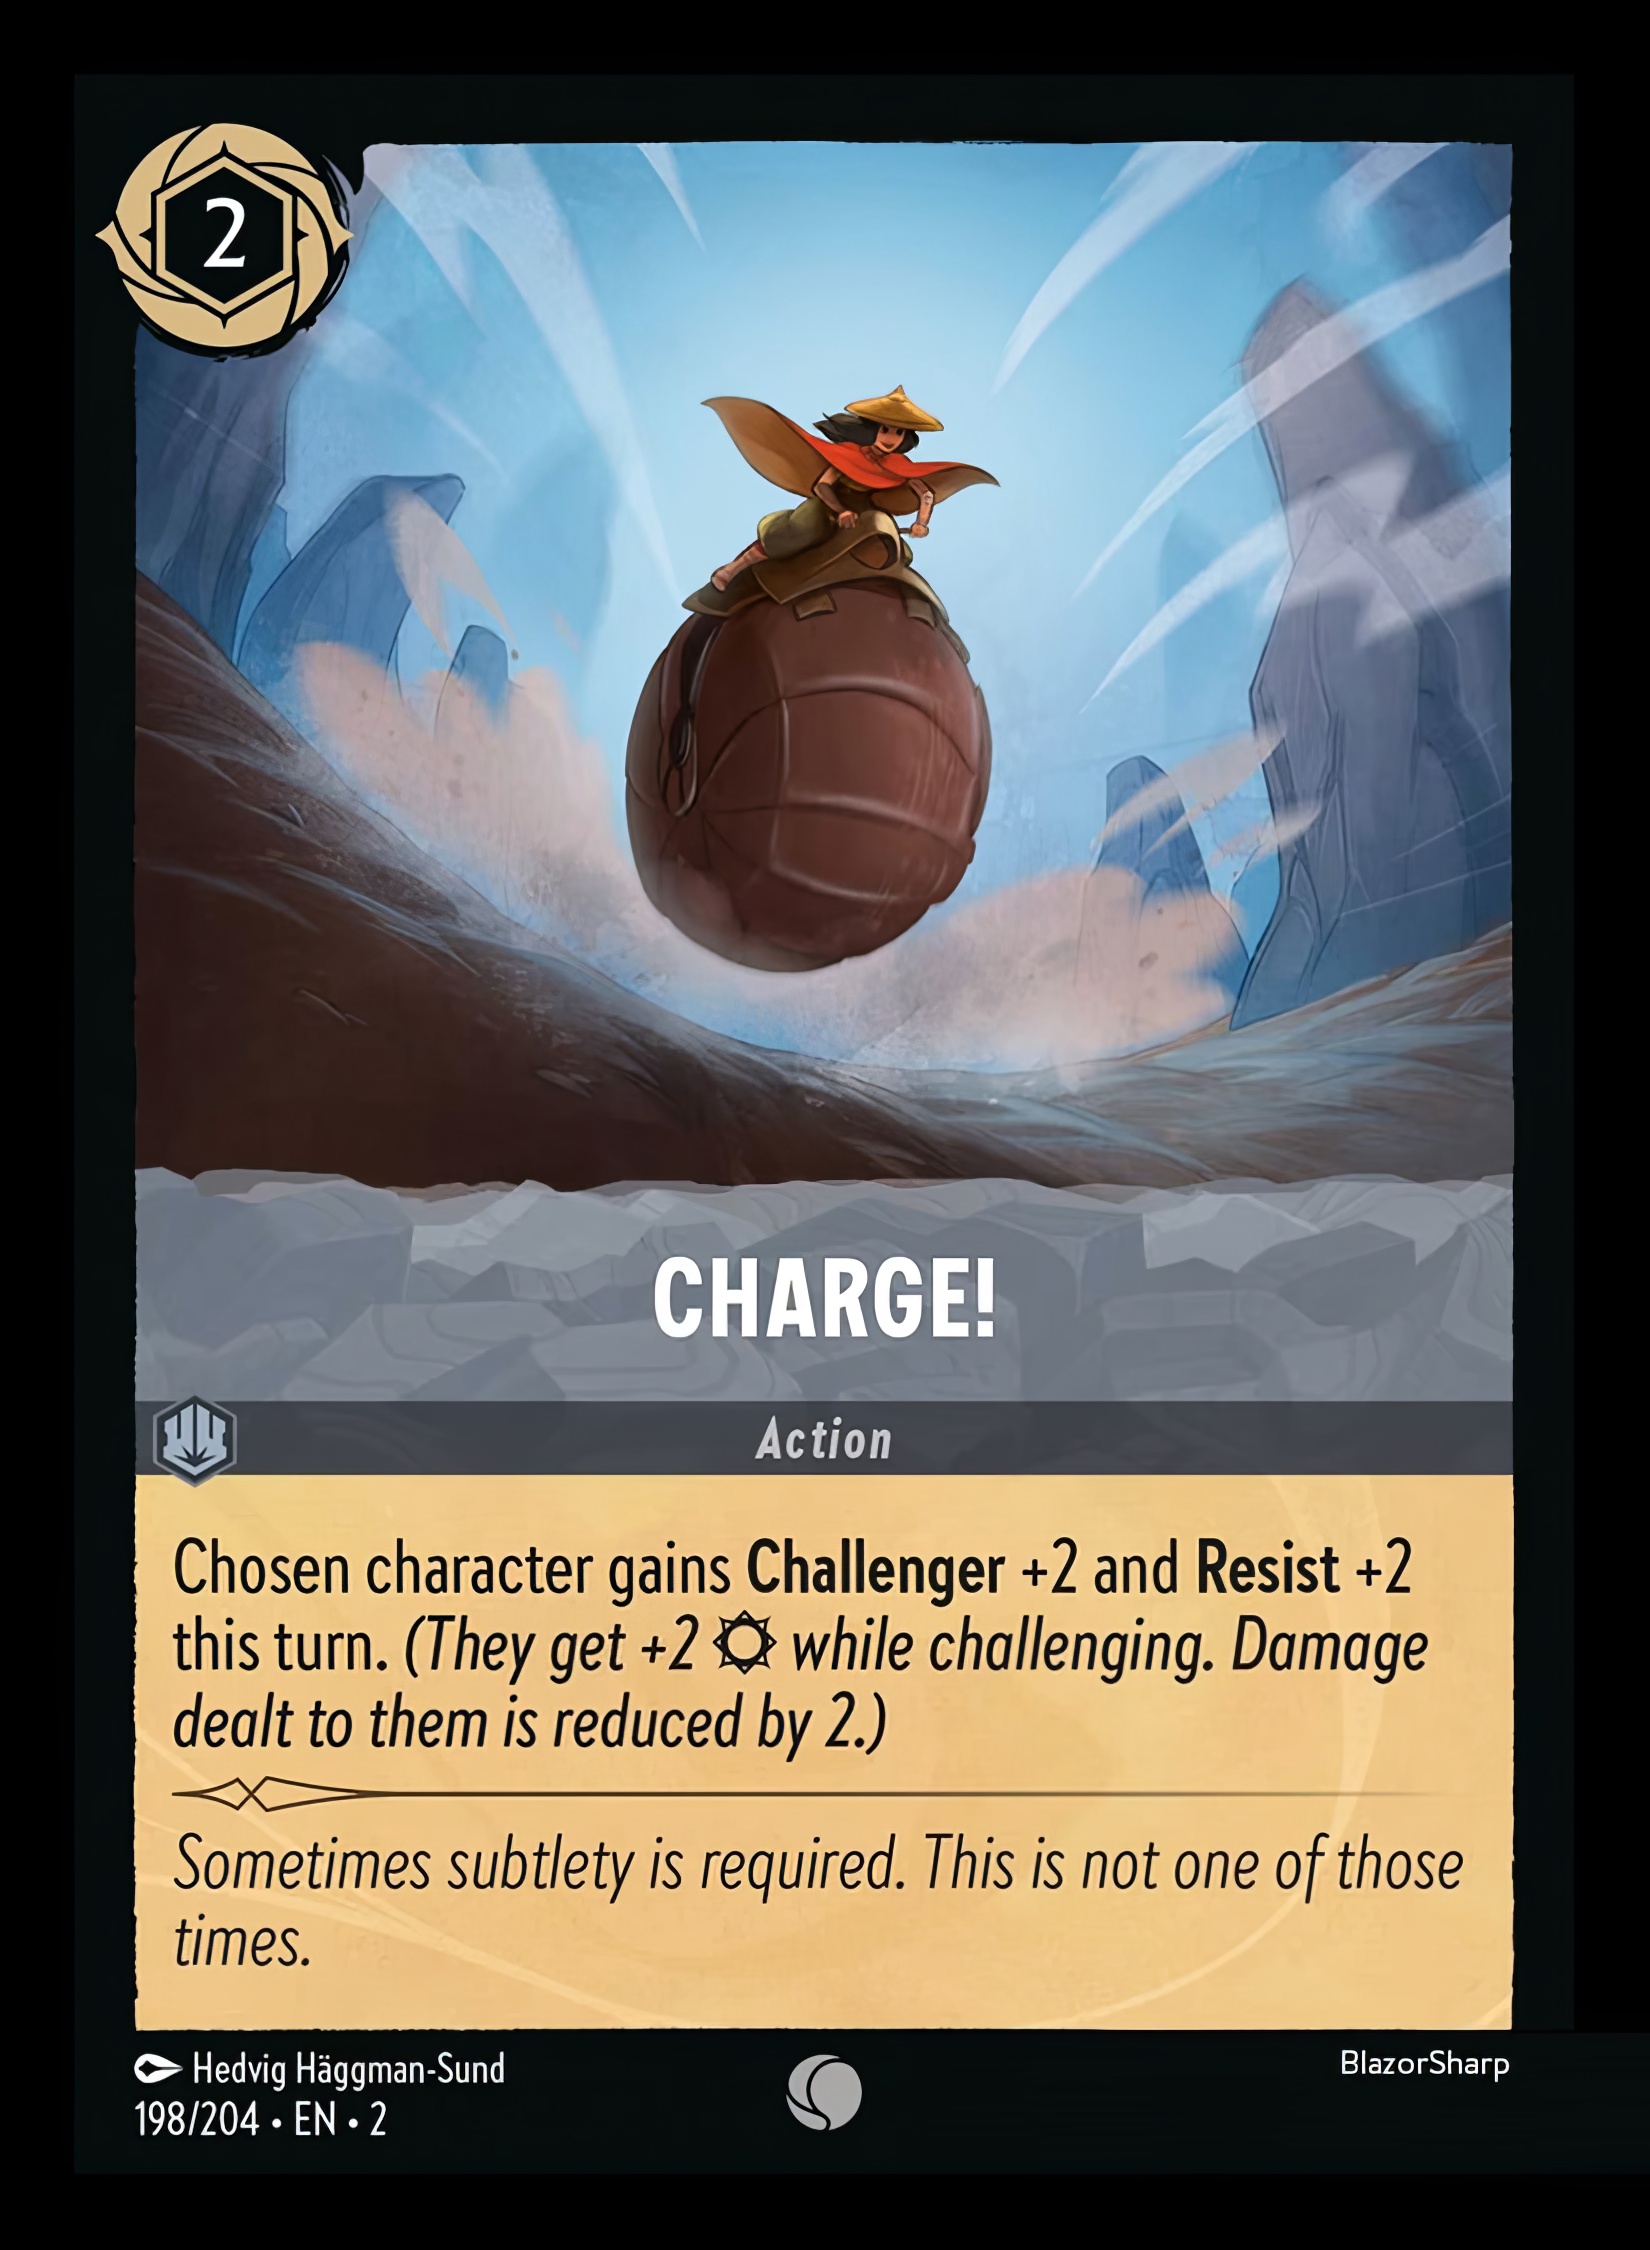 2
CHARGE!
Action
Chosen character gains Challenger +2 and Resist +2
this turn. (They get +2 while challenging. Damage
dealt to them is reduced by 2.)
Sometimes subtlety is required. This is not one of those
times.
Hedvig Häggman-Sund
BlazorSharp
198/204 • EN • 2